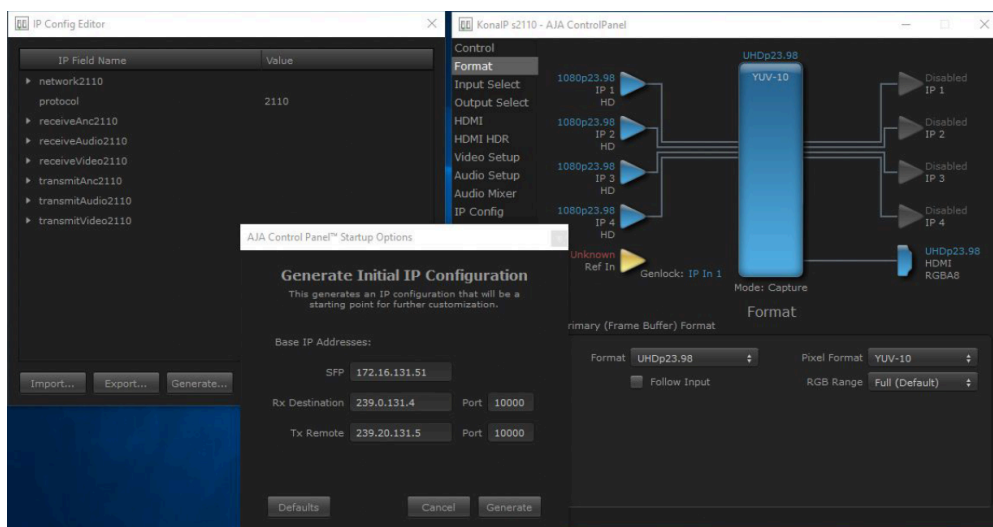 IP Config Editor
IP Field Name Value
network2110
protocol 2110
receiveAnc2110
receiveAudio2110
receiveVideo2110
transmitAnc2110
transmitAudio2110
transmitVideo2110
Import... Export... Generate...
AJA Control Panel™ Startup Options
Generate Initial IP Configuration
This generates an IP configuration that will be a
starting point for further customization.
Base IP Addresses:
SFP 172.16.131.51
Rx Destination 239.0.131.4 Port 10000
Tx Remote 239.20.131.5 Port 10000
Defaults Cancel Generate
KonaIP s2110 - AJA ControlPanel
Control
Format
Input Select
Output Select
HDMI
HDMI HDR
Video Setup
Audio Setup
Audio Mixer
IP Config
1080p23.98
IP 1
HD
1080p23.98
IP 2
HD
1080p23.98
IP 3
HD
1080p23.98
IP 4
HD
Unknown
Ref In
Genlock: IP In 1
UHDp23.98
YUV-10
Mode: Capture
Disabled
IP 1
Disabled
IP 2
Disabled
IP 3
Disabled
IP 4
UHDp23.98
HDMI
RGBA8
Format
rimary (Frame Buffer) Format
Format UHDp23.98 Pixel Format YUV-10
Follow Input RGB Range Full (Default)